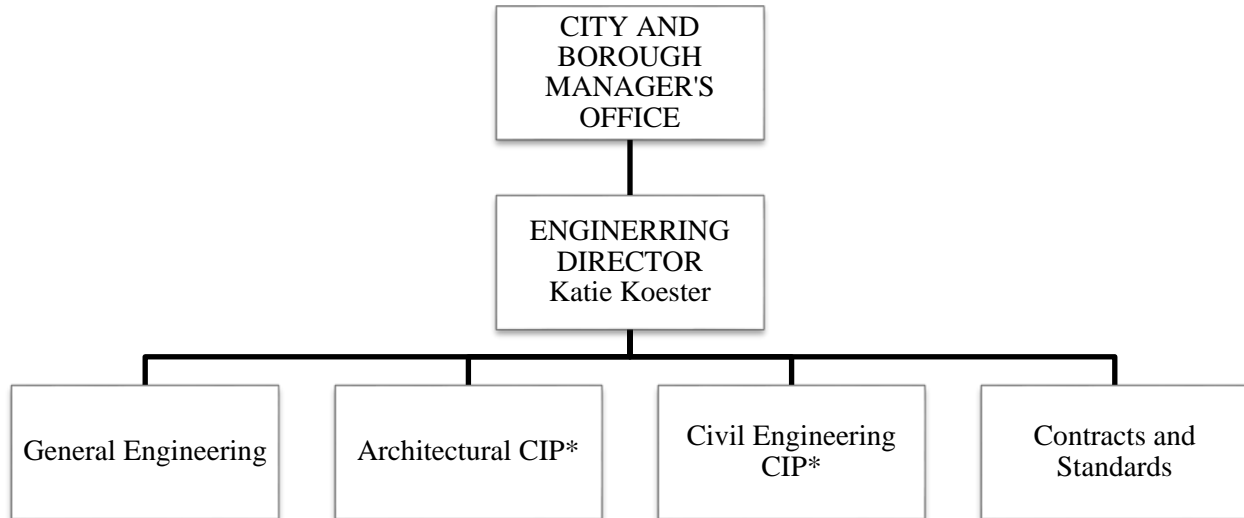 CITY AND
BOROUGH
MANAGER'S
OFFICE
ENGINERRING
DIRECTOR
Katie Koester
General Engineering
Architectural CIP*
Civil Engineering
CIP*
Contracts and
Standards